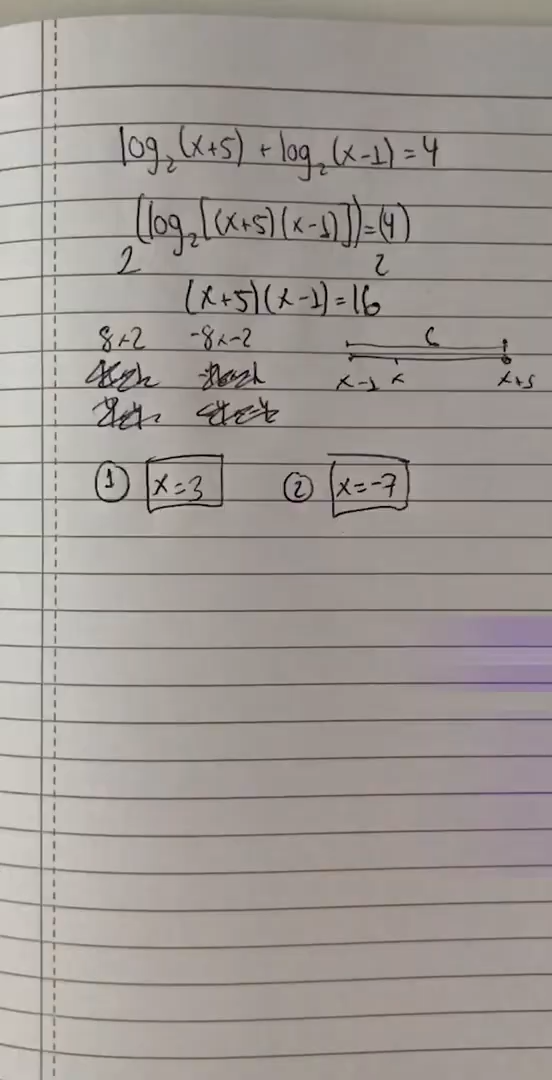 log₂(x+5) + log₂(x-1) = 4
2^(log₂[(x+5)(x-1)]) = 2^(4)
(x+5)(x-1) = 16
8×2 -8×-2
6
x-1 x x+5
① x=3 ② x=-7